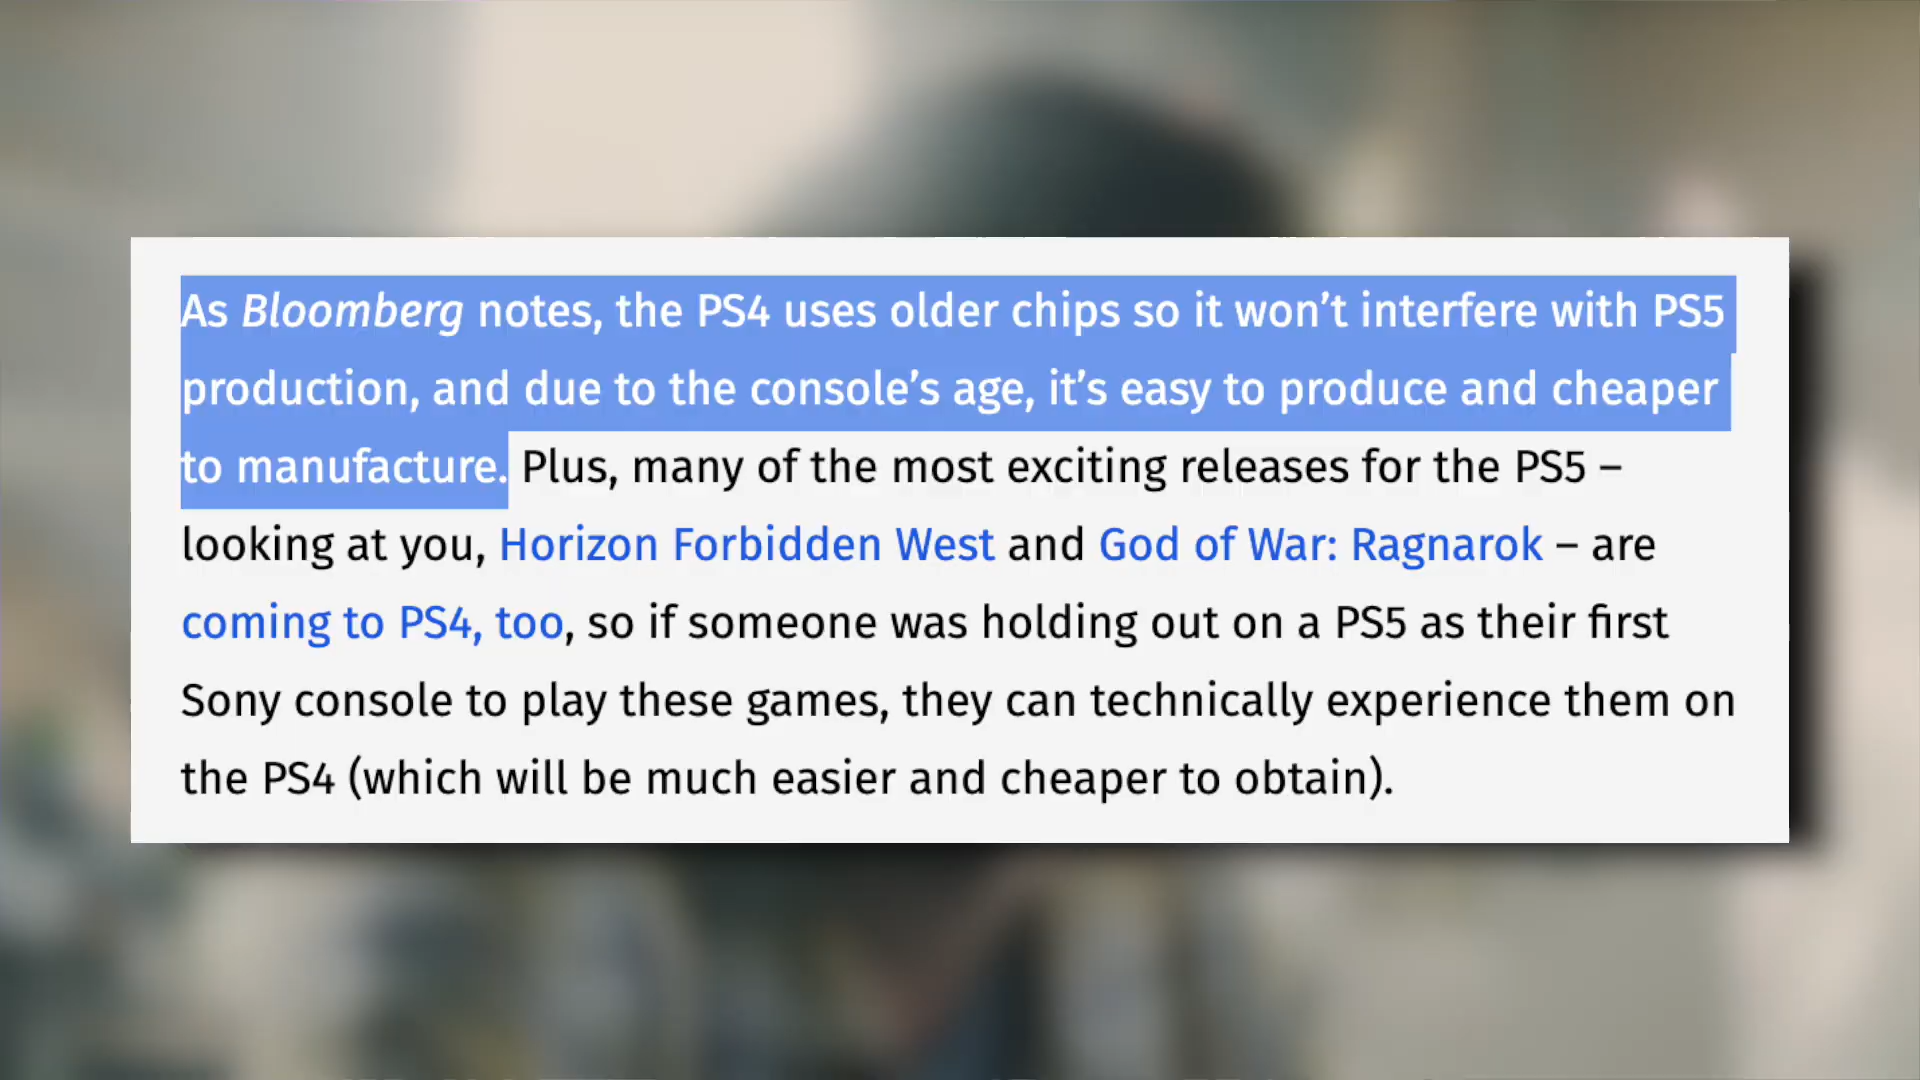 As Bloomberg notes, the PS4 uses older chips so it won’t interfere with PS5
production, and due to the console’s age, it’s easy to produce and cheaper
to manufacture. Plus, many of the most exciting releases for the PS5 –
looking at you, Horizon Forbidden West and God of War: Ragnarok – are
coming to PS4, too, so if someone was holding out on a PS5 as their first
Sony console to play these games, they can technically experience them on
the PS4 (which will be much easier and cheaper to obtain).